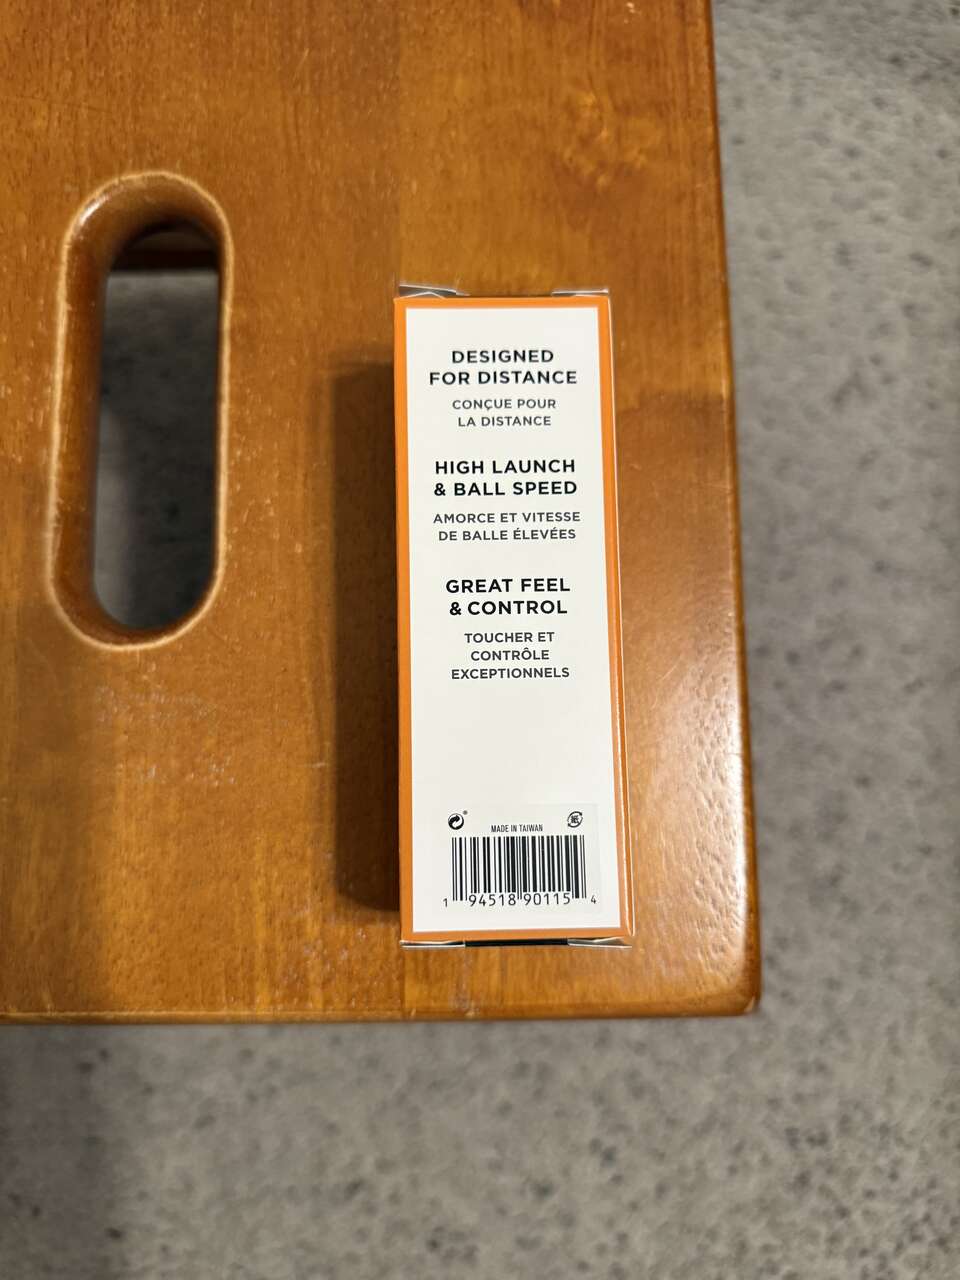 DESIGNED
FOR DISTANCE
CONÇUE POUR
LA DISTANCE
HIGH LAUNCH
& BALL SPEED
AMORCE ET VITESSE
DE BALLE ÉLEVÉES
GREAT FEEL
& CONTROL
TOUCHER ET
CONTRÔLE
EXCEPTIONNELS
MADE IN TAIWAN
1 94518 90115 4